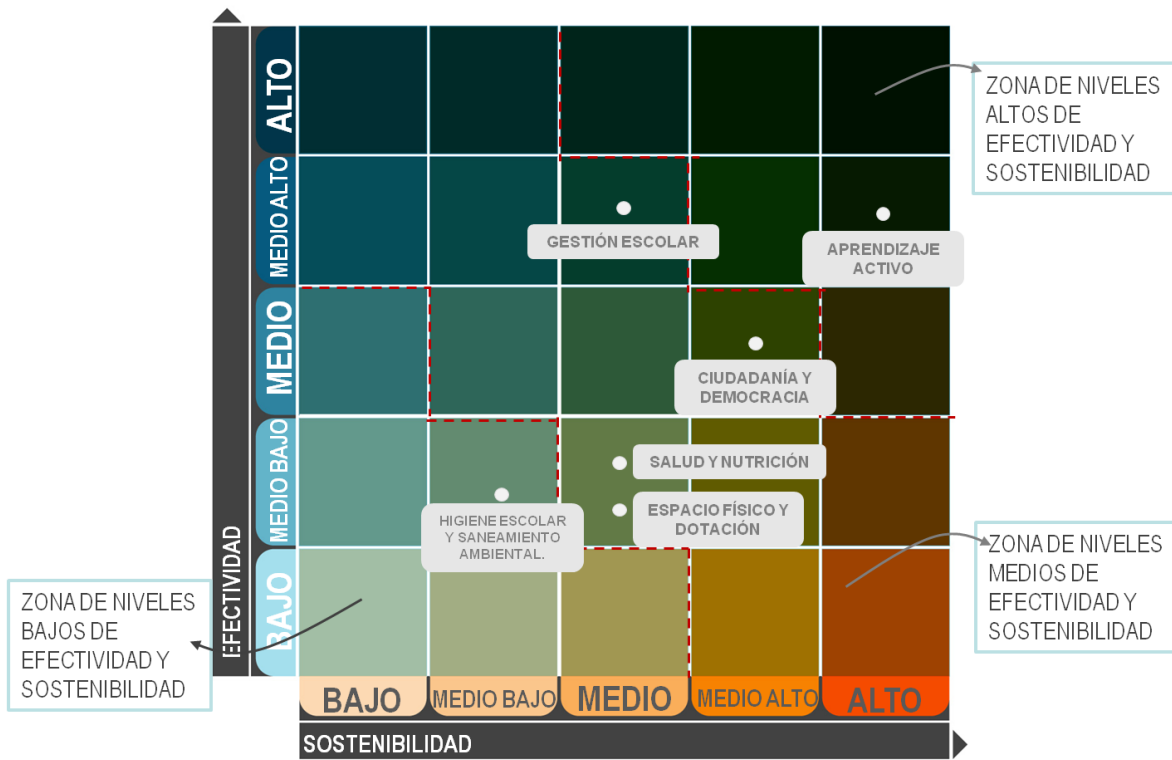 EFECTIVIDAD
ALTO
MEDIO ALTO
MEDIO
MEDIO BAJO
BAJO
ZONA DE NIVELES
ALTOS DE
EFECTIVIDAD Y
SOSTENIBILIDAD
GESTIÓN ESCOLAR
APRENDIZAJE
ACTIVO
CIUDADANÍA Y
DEMOCRACIA
SALUD Y NUTRICIÓN
ESPACIO FÍSICO Y
DOTACIÓN
HIGIENE ESCOLAR
Y SANEAMIENTO
AMBIENTAL.
ZONA DE NIVELES
MEDIOS DE
EFECTIVIDAD Y
SOSTENIBILIDAD
ZONA DE NIVELES
BAJOS DE
EFECTIVIDAD Y
SOSTENIBILIDAD
BAJO
MEDIO BAJO
MEDIO
MEDIO ALTO
ALTO
SOSTENIBILIDAD